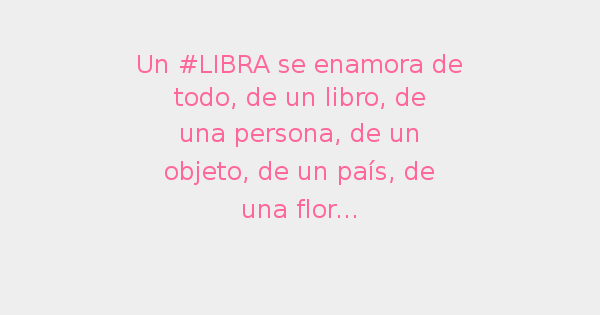 Un #LIBRA se enamora de
todo, de un libro, de
una persona, de un
objeto, de un país, de
una flor...